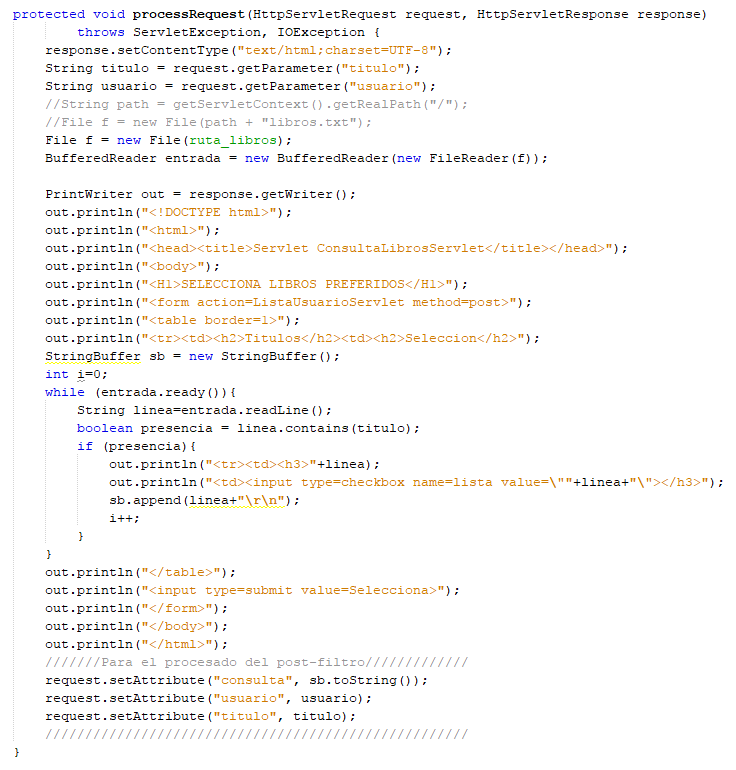 protected void processRequest(HttpServletRequest request, HttpServletResponse response)
        throws ServletException, IOException {
    response.setContentType("text/html;charset=UTF-8");
    String titulo = request.getParameter("titulo");
    String usuario = request.getParameter("usuario");
    //String path = getServletContext().getRealPath("/");
    //File f = new File(path + "libros.txt");
    File f = new File(ruta_libros);
    BufferedReader entrada = new BufferedReader(new FileReader(f));

    PrintWriter out = response.getWriter();
    out.println("<!DOCTYPE html>");
    out.println("<html>");
    out.println("<head><title>Servlet ConsultaLibrosServlet</title></head>");
    out.println("<body>");
    out.println("<H1>SELECCIONA LIBROS PREFERIDOS</H1>");
    out.println("<form action=ListaUsuarioServlet method=post>");
    out.println("<table border=1>");
    out.println("<tr><td><h2>Titulos</h2><td><h2>Seleccion</h2>");
    StringBuffer sb = new StringBuffer();
    int i=0;
    while (entrada.ready()){
        String linea=entrada.readLine();
        boolean presencia = linea.contains(titulo);
        if (presencia){
            out.println("<tr><td><h3>"+linea);
            out.println("<td><input type=checkbox name=lista value=\""+linea+"\"></h3>");
            sb.append(linea+"\r\n");
            i++;
        }
    }
    out.println("</table>");
    out.println("<input type=submit value=Selecciona>");
    out.println("</form>");
    out.println("</body>");
    out.println("</html>");
    ///////Para el procesado del post-filtro/////////////
    request.setAttribute("consulta", sb.toString());
    request.setAttribute("usuario", usuario);
    request.setAttribute("titulo", titulo);
    /////////////////////////////////////////////////////
}